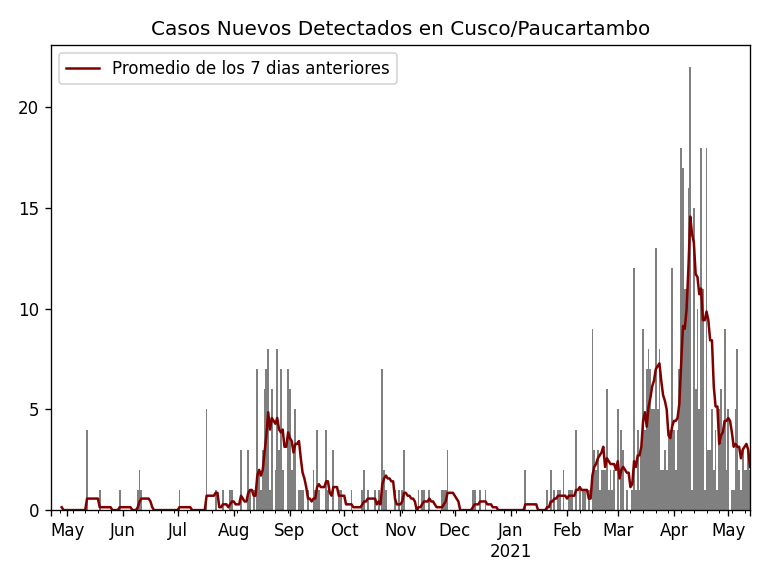 Casos Nuevos Detectados en Cusco/Paucartambo
Promedio de los 7 dias anteriores
20
15
10
5
0
May Jun Jul Aug Sep Oct Nov Dec Jan Feb Mar Apr May
2021